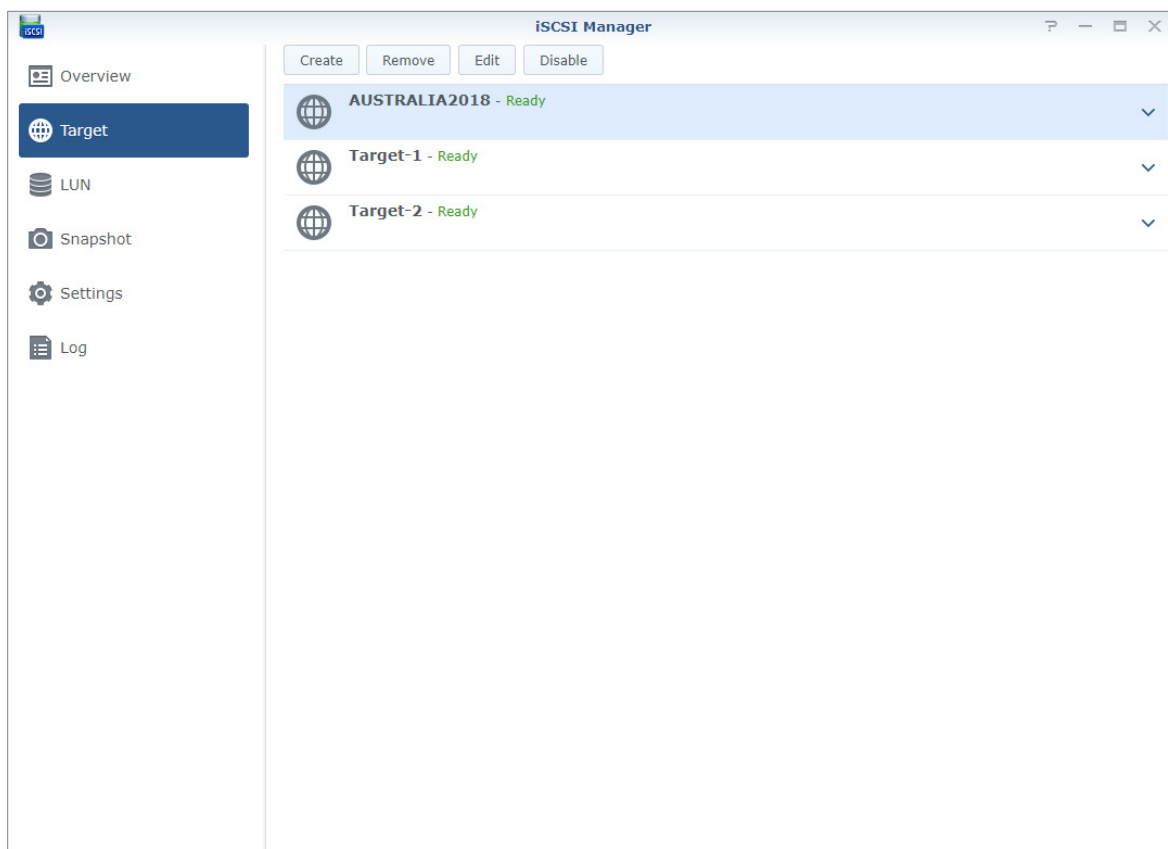 iSCSI
iSCSI Manager
Overview
Target
LUN
Snapshot
Settings
Log
Create Remove Edit Disable
AUSTRALIA2018 - Ready
Target-1 - Ready
Target-2 - Ready